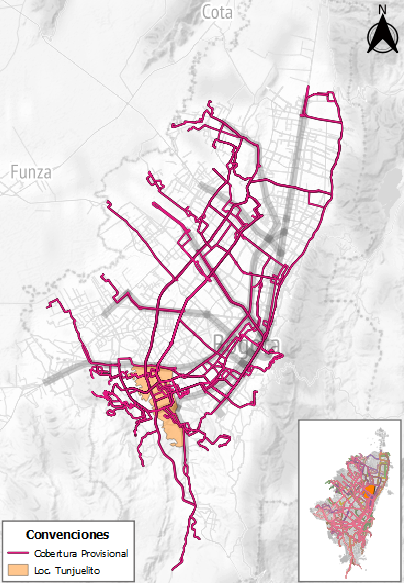 Cota
N
Funza
Bogotá
Convenciones
Cobertura Provisional
Loc. Tunjuelito